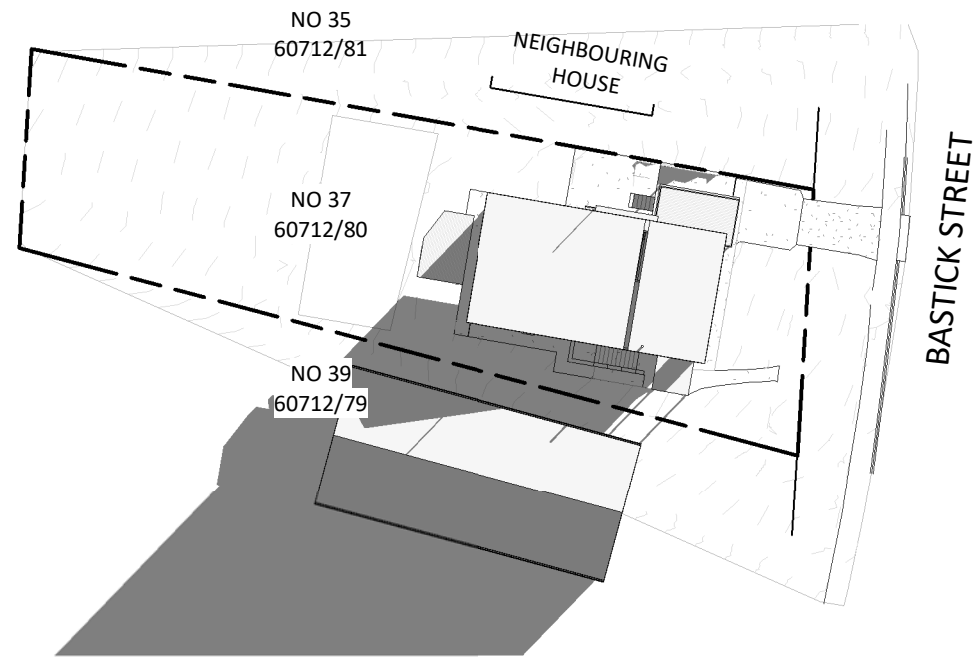 NO 35
60712/81
NEIGHBOURING
HOUSE
NO 37
60712/80
BASTICK STREET
NO 39
60712/79